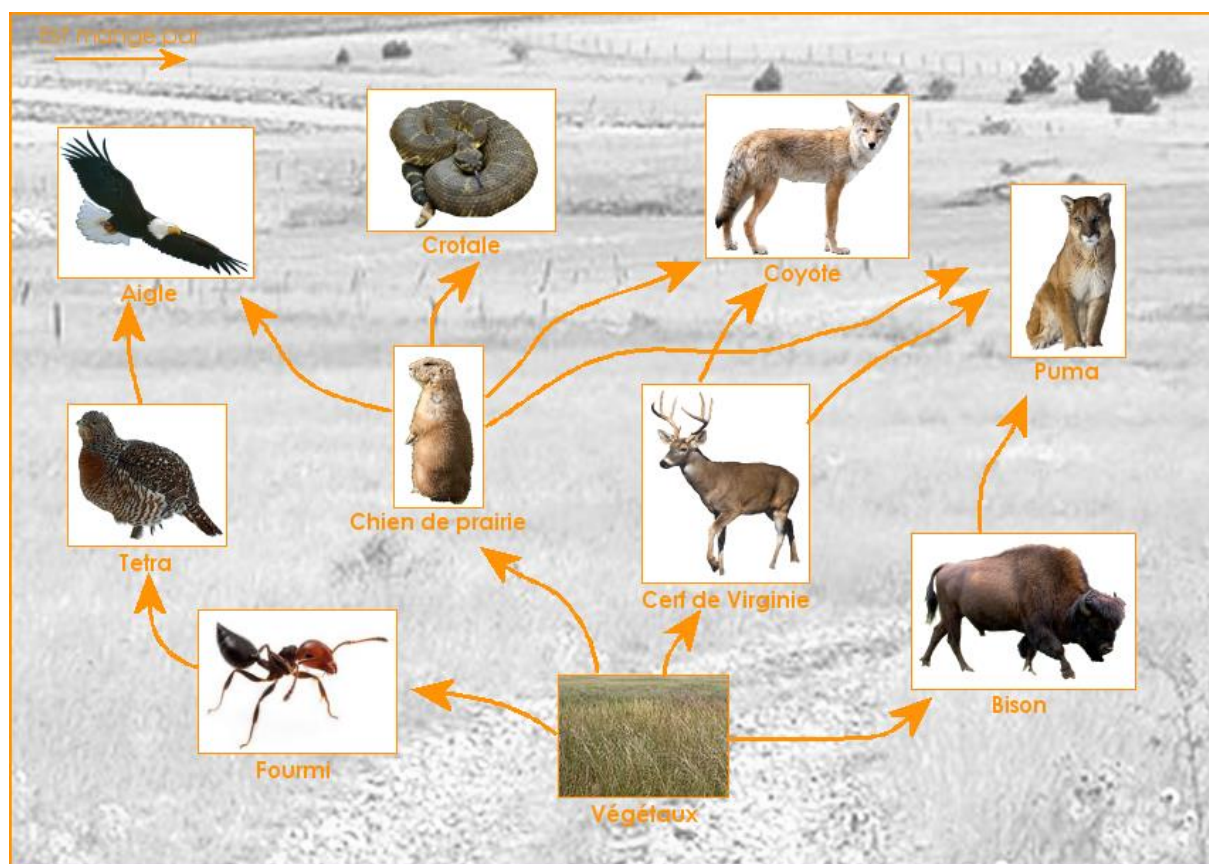 Est mangé par
Crotale
Coyote
Aigle
Puma
Chien de prairie
Tetra
Cerf de Virginie
Bison
Fourmi
Végétaux